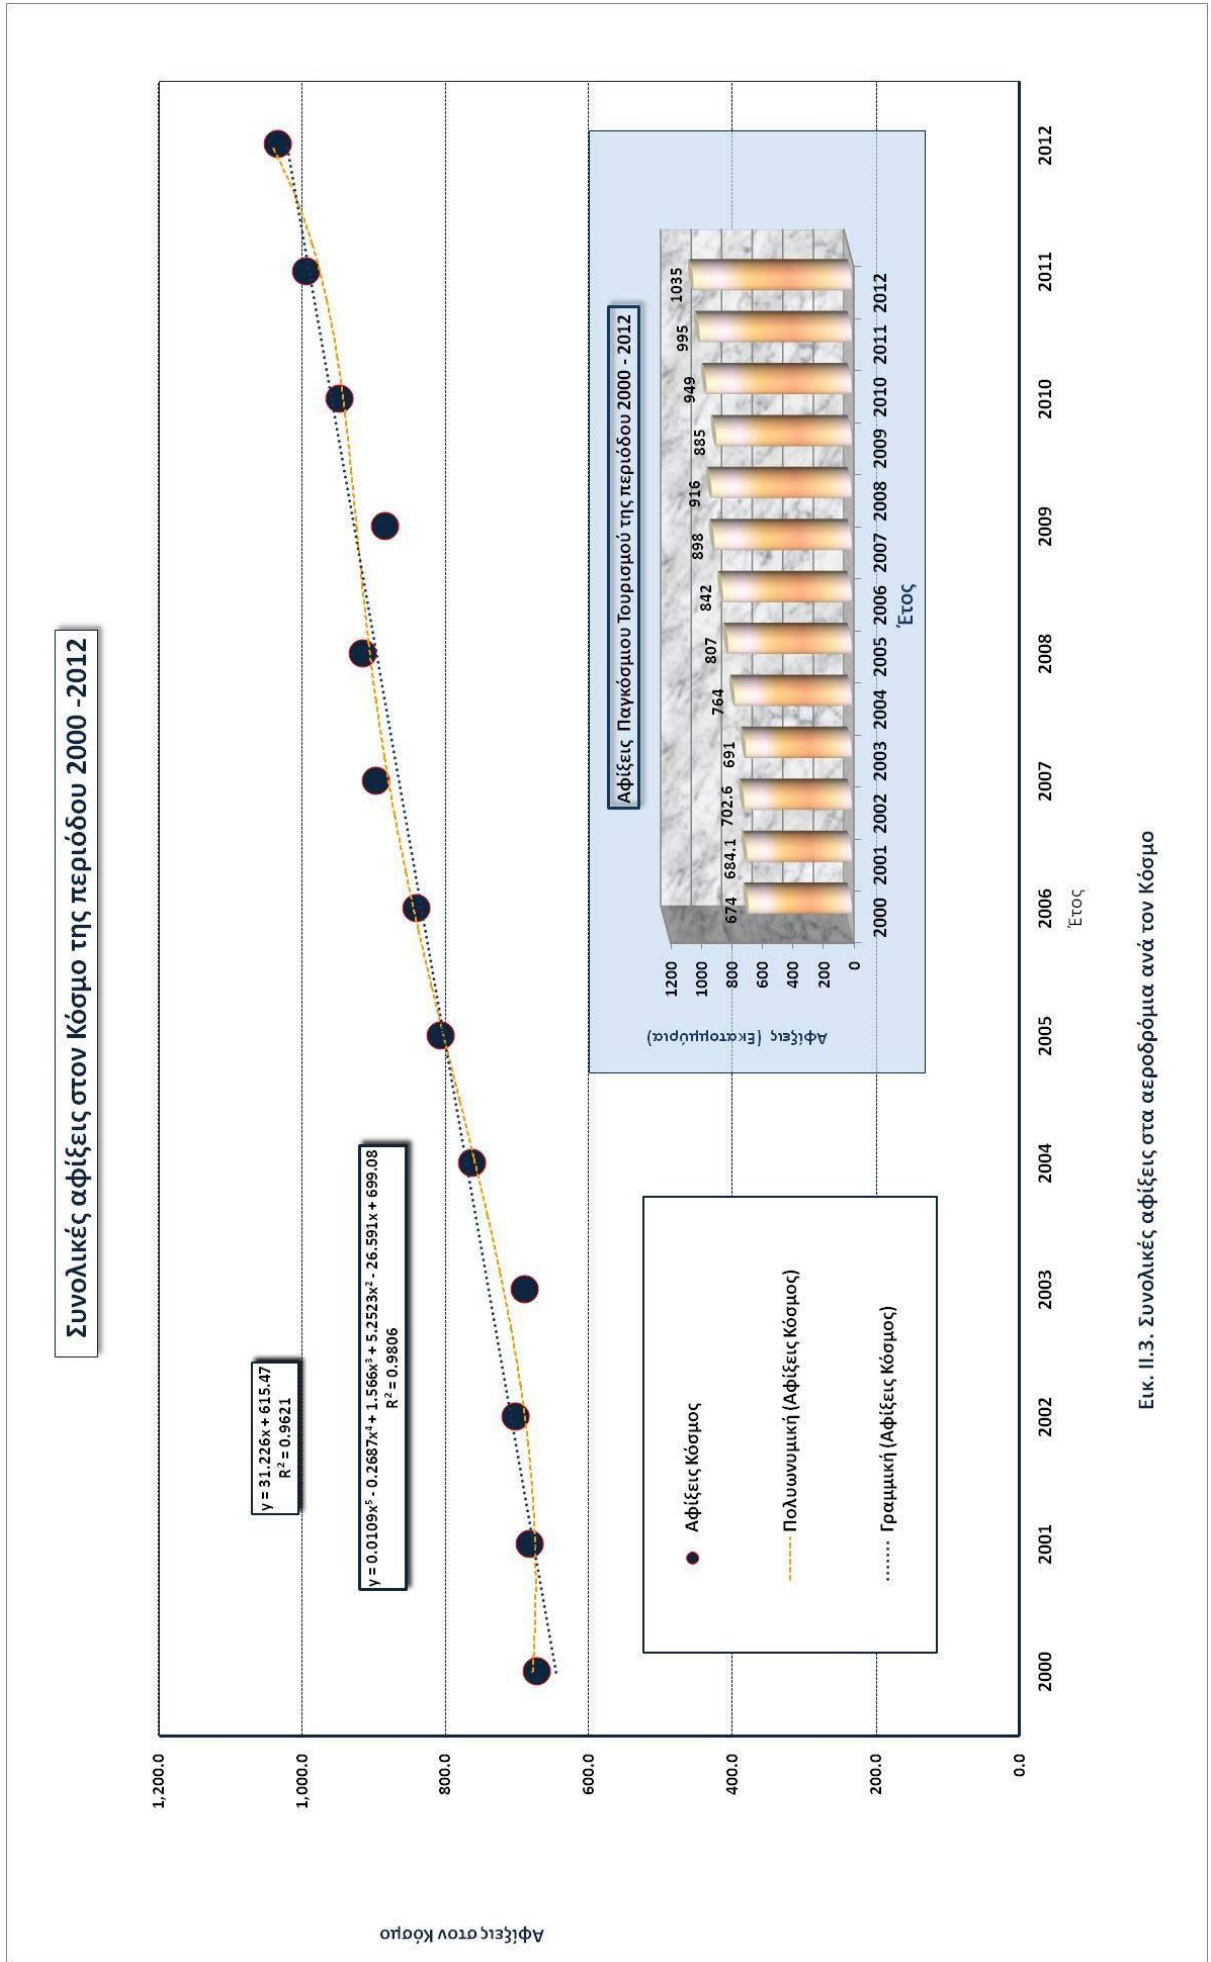 Συνολικές αφίξεις στον Κόσμο της περιόδου 2000 -2012
Αφίξεις στον Κόσμο
1,200.0
1,000.0
800.0
600.0
400.0
200.0
0.0
y = 31.226x + 615.47
R² = 0.9621
y = 0.0109x⁵ - 0.2687x⁴ + 1.566x³ + 5.2523x² - 26.591x + 699.08
R² = 0.9806
Αφίξεις Κόσμος
Πολυωνυμική (Αφίξεις Κόσμος)
Γραμμική (Αφίξεις Κόσμος)
Αφίξεις Παγκόσμιου Τουρισμού της περιόδου 2000 - 2012
Αφίξεις (Εκατομμύρια)
1200
1000
800
600
400
200
0
674 684.1 702.6 691 764 807 842 898 916 885 949 995 1035
2000 2001 2002 2003 2004 2005 2006 2007 2008 2009 2010 2011 2012
Έτος
2000 2001 2002 2003 2004 2005 2006 2007 2008 2009 2010 2011 2012
Έτος
Εικ. ΙΙ.3. Συνολικές αφίξεις στα αεροδρόμια ανά τον Κόσμο